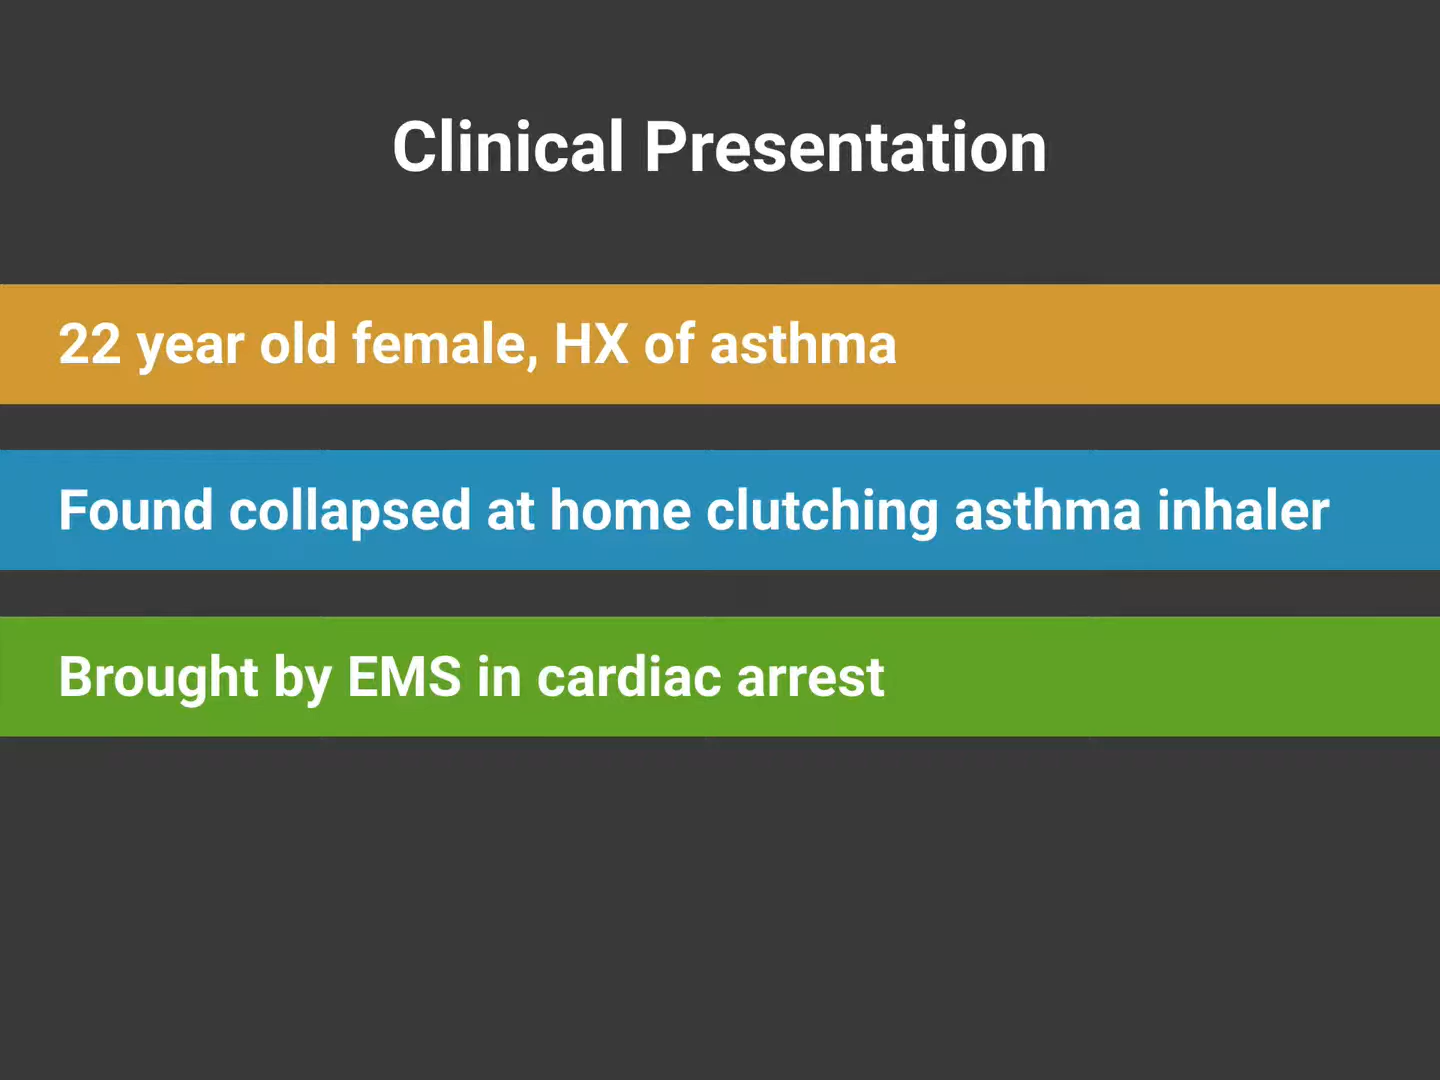 Clinical Presentation
22 year old female, HX of asthma
Found collapsed at home clutching asthma inhaler
Brought by EMS in cardiac arrest